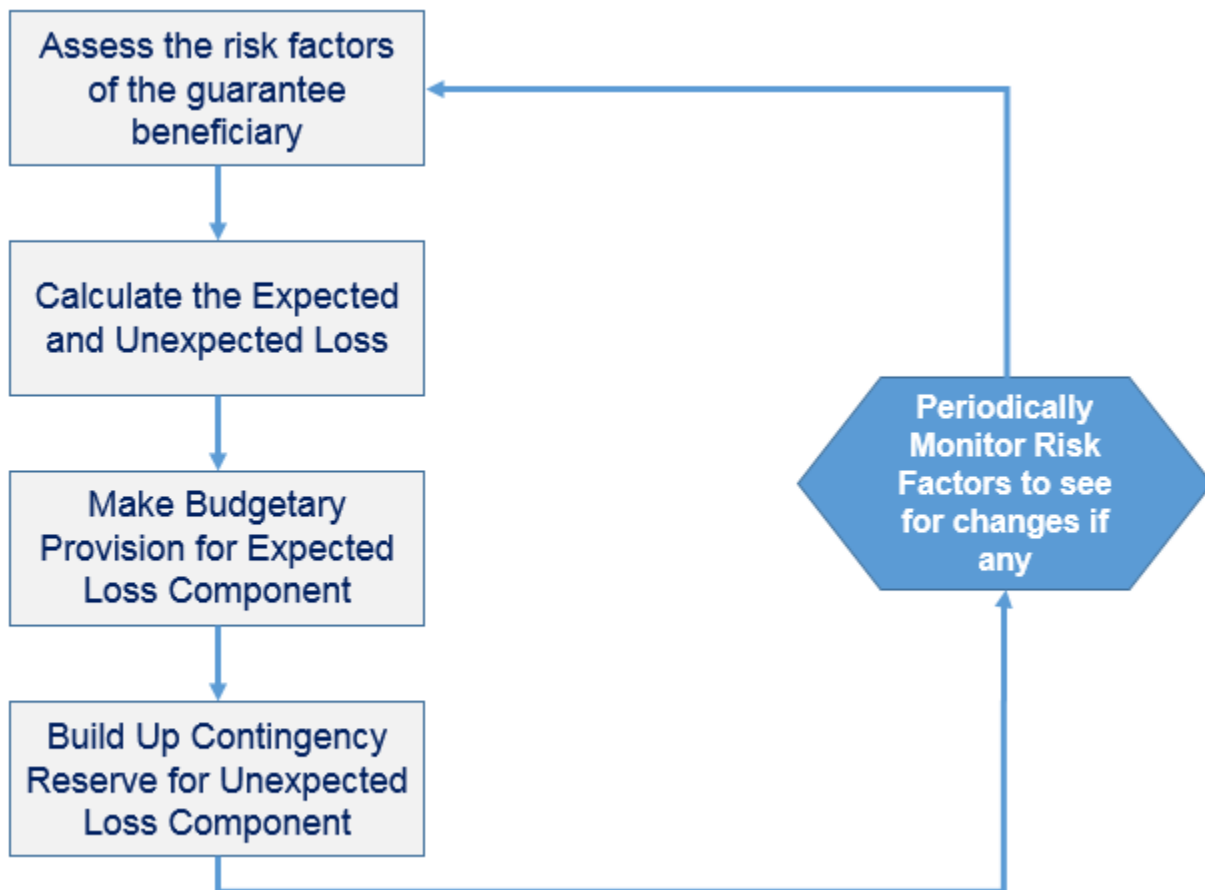 Assess the risk factors
of the guarantee
beneficiary
Calculate the Expected
and Unexpected Loss
Make Budgetary
Provision for Expected
Loss Component
Build Up Contingency
Reserve for Unexpected
Loss Component
Periodically
Monitor Risk
Factors to see
for changes if
any